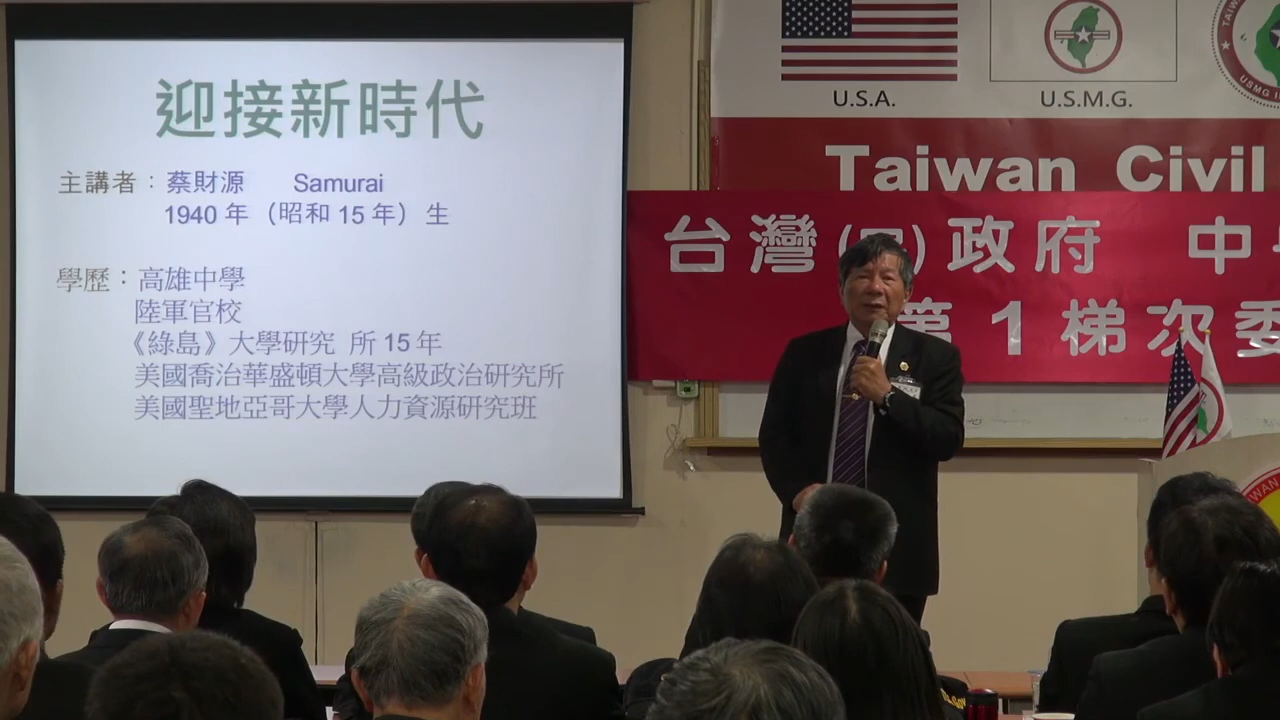 迎接新時代
主講者：蔡財源 Samurai
1940 年（昭和 15 年）生
學歷：高雄中學
陸軍官校
《綠島》大學研究 所 15 年
美國喬治華盛頓大學高級政治研究所
美國聖地亞哥大學人力資源研究班
U.S.A.
U.S.M.G.
Taiwan Civil
台灣(民)政府 中
第 1 梯次委